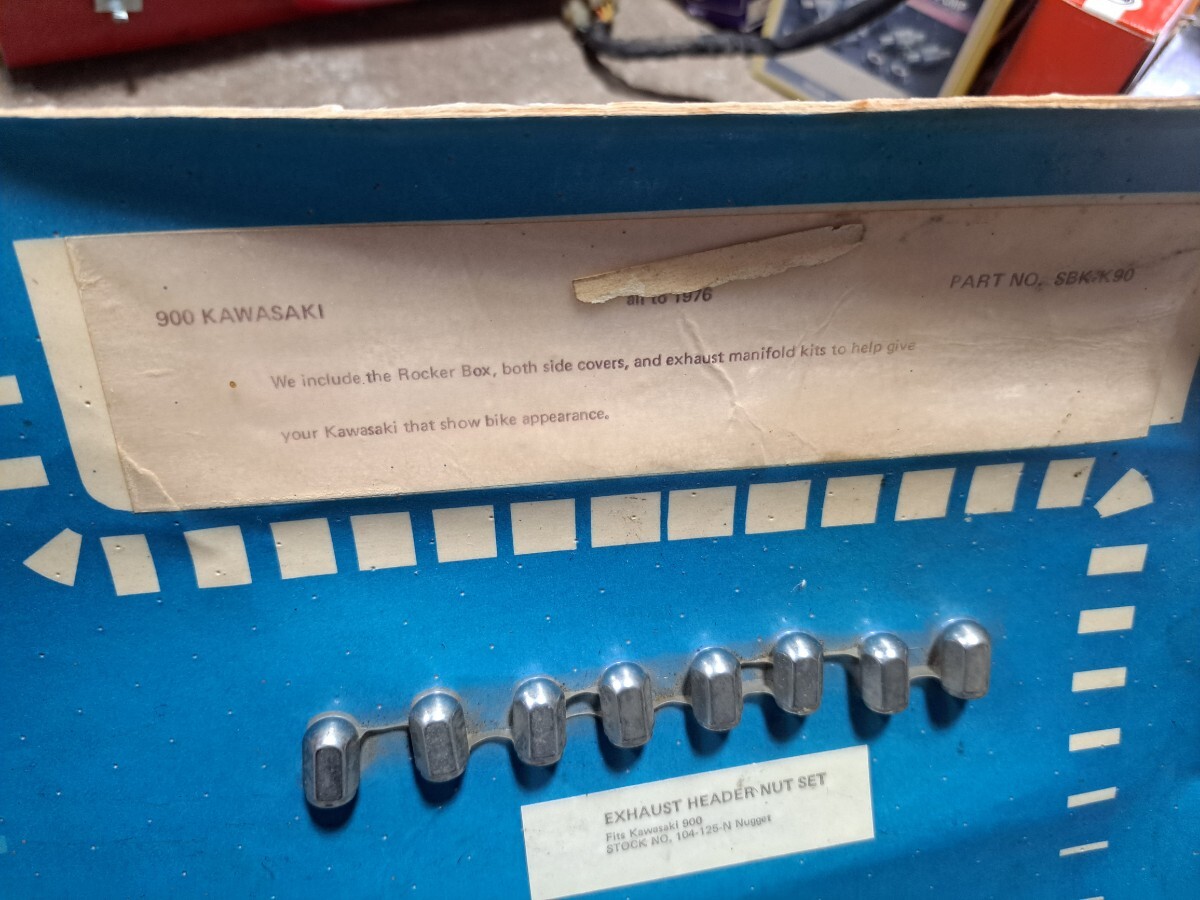 900 KAWASAKI
all to 1976
PART NO. SBK-K90
We include the Rocker Box, both side covers, and exhaust manifold kits to help give
your Kawasaki that show bike appearance.
EXHAUST HEADER NUT SET
Fits Kawasaki 900
STOCK NO. 104-125-N Nugget